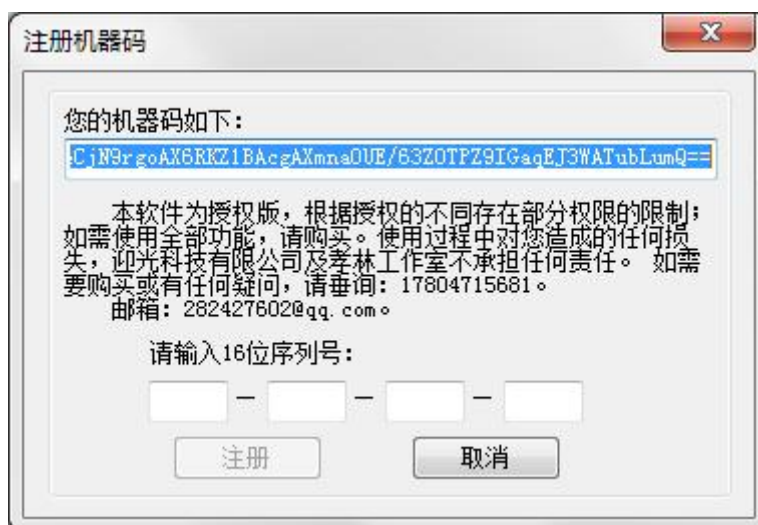 注册机器码
您的机器码如下：
CjN9rgoAX6RKZ1BAcgAXmnaOUE/63ZOTPZ9IGaqEJ3WATubLumQ==
本软件为授权版，根据授权的不同存在部分权限的限制；
如需使用全部功能，请购买。使用过程中对您造成的任何损
失，迎光科技有限公司及孝林工作室不承担任何责任。 如需
要购买或有任何疑问，请垂询：17804715681。
邮箱：282427602@qq.com。
请输入16位序列号：
— — —
注册 取消